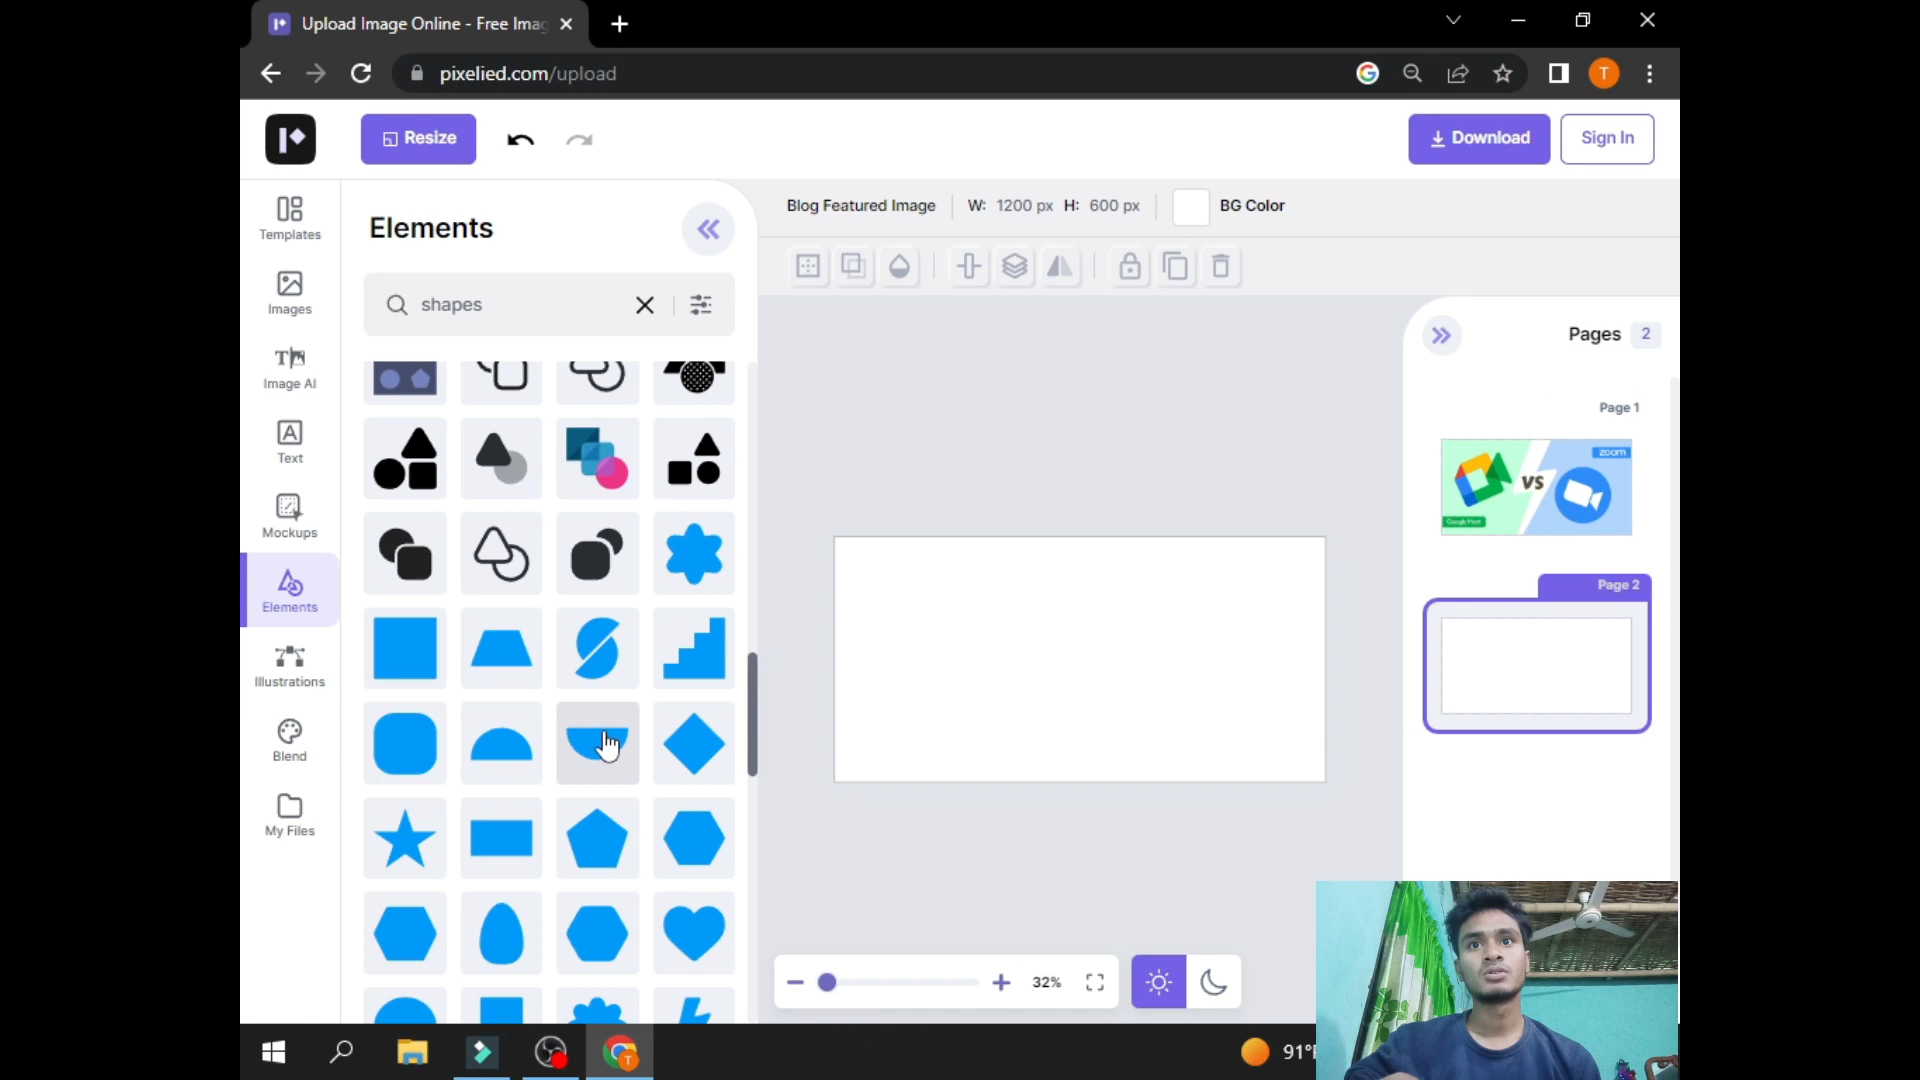 Upload Image Online - Free Imag
pixelied.com/upload
T
Resize
Download
Sign In
Templates
Images
Image AI
Text
Mockups
Elements
Illustrations
Blend
My Files
Elements
shapes
Blog Featured Image
W: 1200 px H: 600 px
BG Color
Pages 2
Page 1
zoom
VS
Google Meet
Page 2
32%
T
91°F